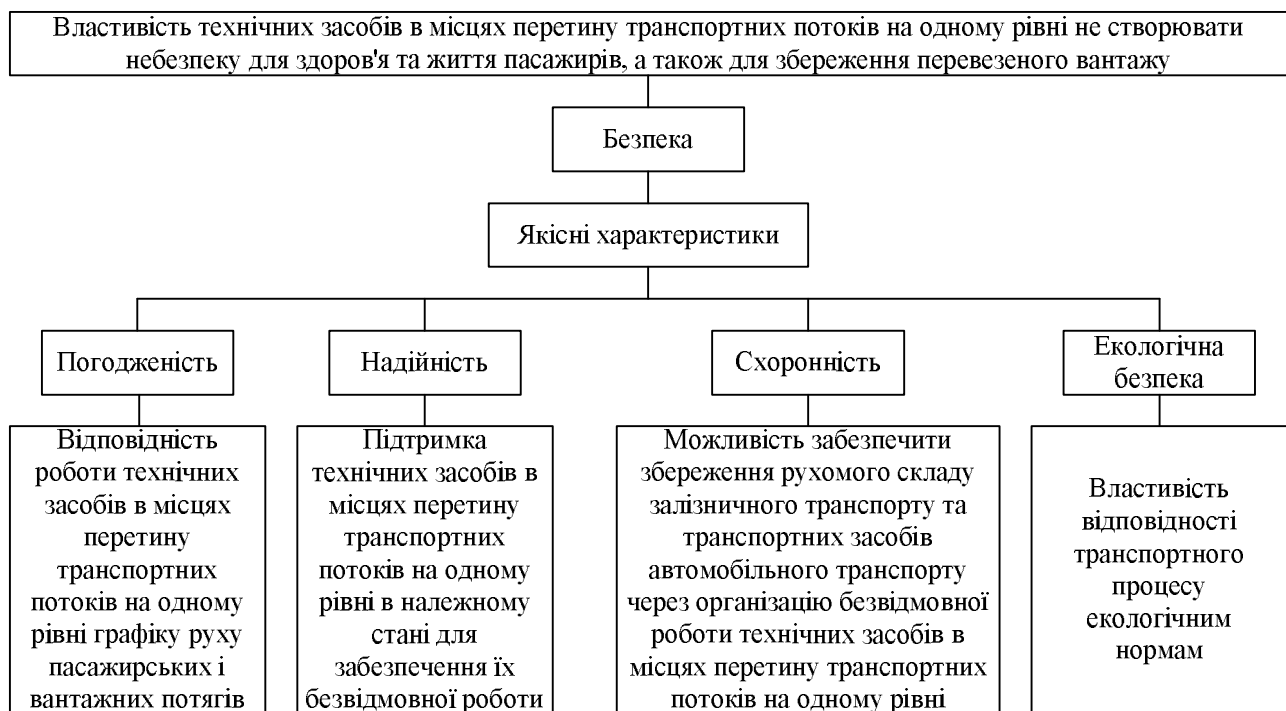 Властивість технічних засобів в місцях перетину транспортних потоків на одному рівні не створювати
небезпеку для здоров'я та життя пасажирів, а також для збереження перевезеного вантажу
Безпека
Якісні характеристики
Погодженість
Надійність
Схоронність
Екологічна
безпека
Відповідність
роботи технічних
засобів в місцях
перетину
транспортних
потоків на одному
рівні графіку руху
пасажирських і
вантажних потягів
Підтримка
технічних засобів в
місцях перетину
транспортних
потоків на одному
рівні в належному
стані для
забезпечення їх
безвідмовної роботи
Можливість забезпечити
збереження рухомого складу
залізничного транспорту та
транспортних засобів
автомобільного транспорту
через організацію безвідмовної
роботи технічних засобів в
місцях перетину транспортних
потоків на одному рівні
Властивість
відповідності
транспортного
процесу
екологічним
нормам